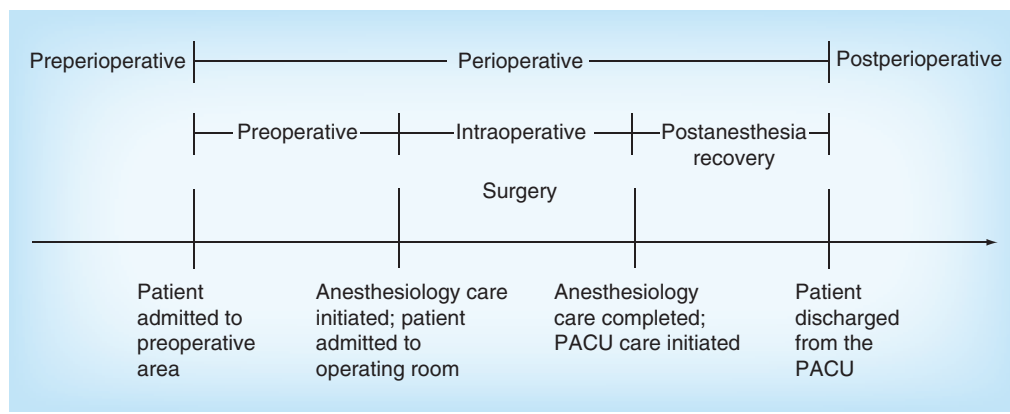 Preperioperative
Perioperative
Postperioperative
Preoperative
Intraoperative
Postanesthesia
recovery
Surgery
Patient
admitted to
preoperative
area
Anesthesiology care
initiated; patient
admitted to
operating room
Anesthesiology
care completed;
PACU care initiated
Patient
discharged
from the
PACU